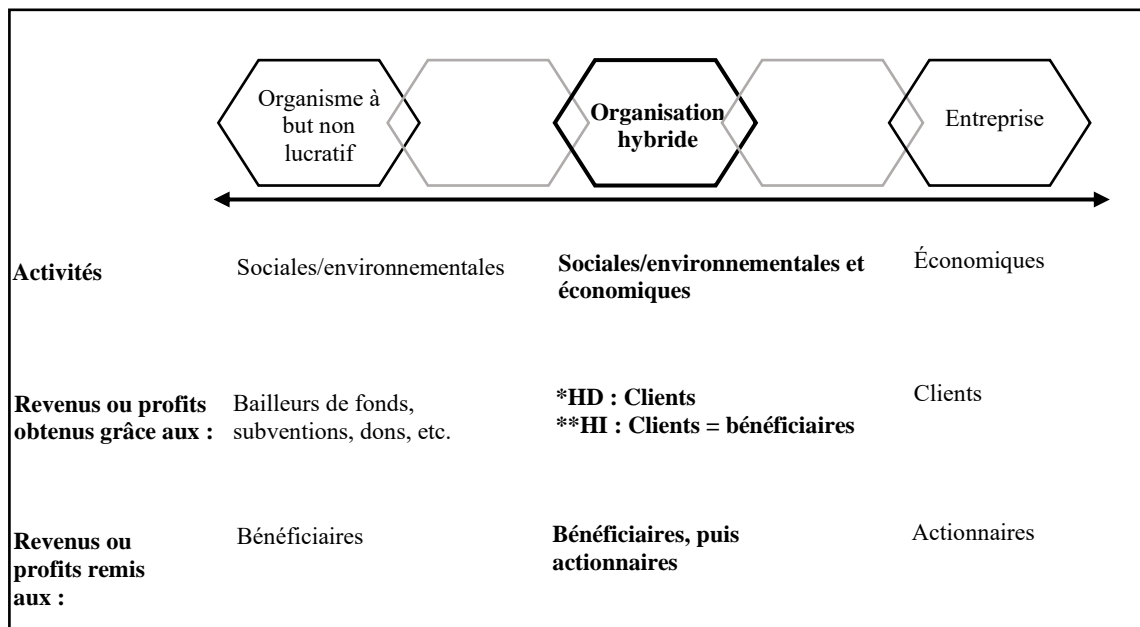 Organisme à
but non
lucratif
Organisation
hybride
Entreprise
Activités
Sociales/environnementales
Sociales/environnementales et
économiques
Économiques
Revenus ou profits
obtenus grâce aux :
Bailleurs de fonds,
subventions, dons, etc.
*HD : Clients
**HI : Clients = bénéficiaires
Clients
Revenus ou
profits remis
aux :
Bénéficiaires
Bénéficiaires, puis
actionnaires
Actionnaires